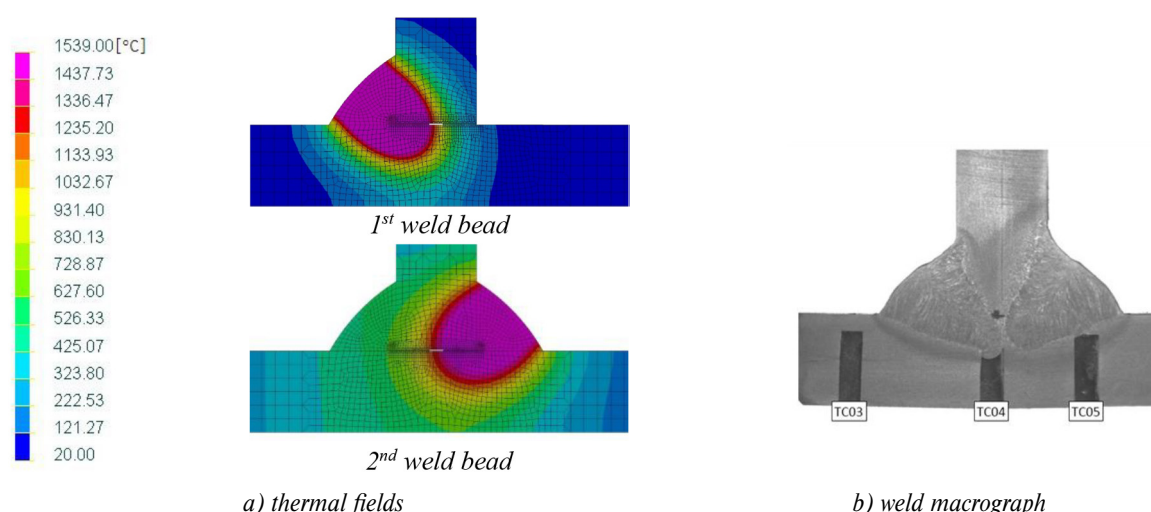 1539.00[°C]
1437.73
1336.47
1235.20
1133.93
1032.67
931.40
830.13
728.87
627.60
526.33
425.07
323.80
222.53
121.27
20.00
1st weld bead
2nd weld bead
a) thermal fields
TC03
TC04
TC05
b) weld macrograph